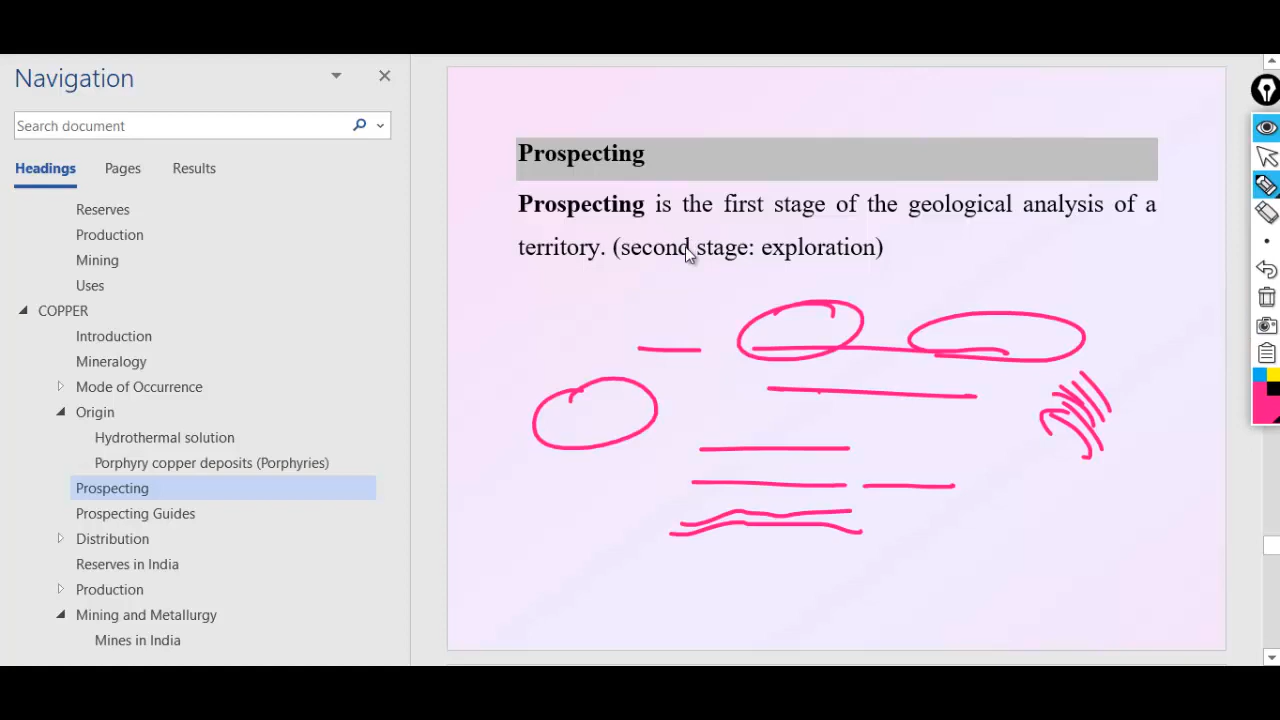 Navigation
Search document
Headings Pages Results
Reserves
Production
Mining
Uses
COPPER
Introduction
Mineralogy
Mode of Occurrence
Origin
Hydrothermal solution
Porphyry copper deposits (Porphyries)
Prospecting
Prospecting Guides
Distribution
Reserves in India
Production
Mining and Metallurgy
Mines in India
Prospecting
Prospecting is the first stage of the geological analysis of a
territory. (second stage: exploration)